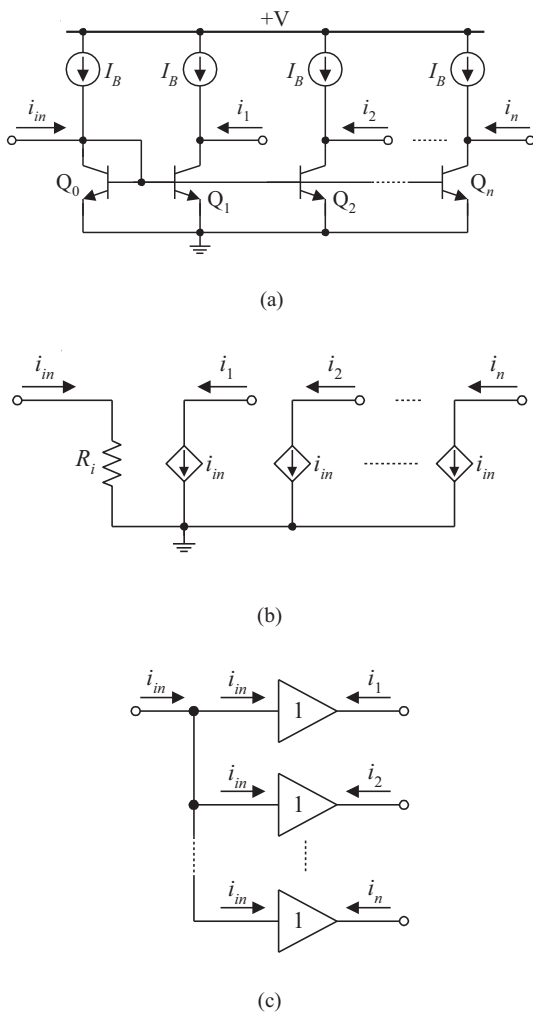 +V
I_B I_B I_B I_B
i_in i_1 i_2 i_n
Q_0 Q_1 Q_2 Q_n
(a)
i_in i_1 i_2 i_n
R_i i_in i_in i_in
(b)
i_in i_in i_1
1
i_in i_2
1
i_in i_n
1
(c)